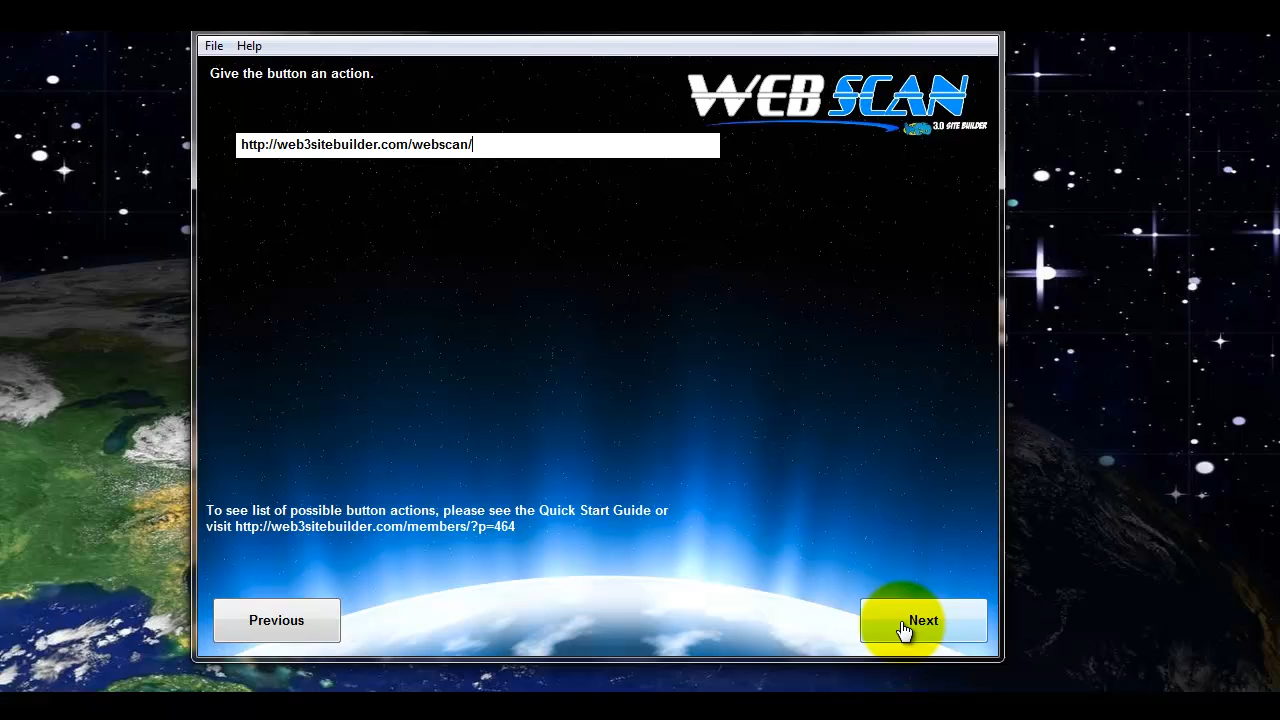 File Help
Give the button an action.
WEB SCAN
WEB 3.0 SITE BUILDER
http://web3sitebuilder.com/webscan/
To see list of possible button actions, please see the Quick Start Guide or
visit http://web3sitebuilder.com/members/?p=464
Previous
Next